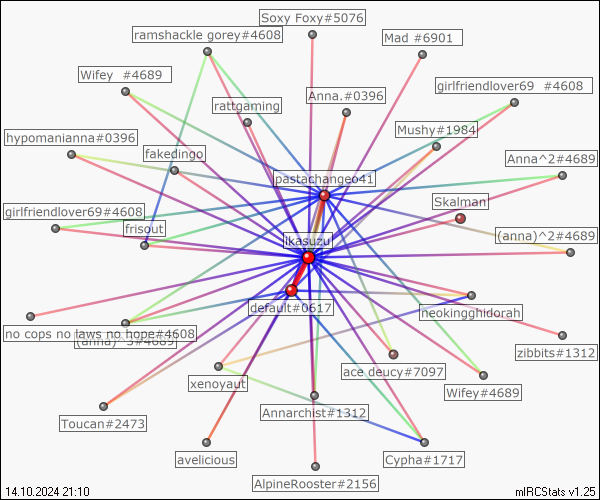 Soxy Foxy#5076
ramshackle gorey#4608
Mad #6901
Wifey  #4689
girlfriendlover69  #4608
Anna.#0396
rattgaming
Mushy#1984
hypomanianna#0396
fakedingo
Anna^2#4689
pastachangeo41
Skalman
girlfriendlover69#4608
frisout
(anna)^2#4689
ikasuzu
default#0617
neokingghidorah
no cops no laws no hope#4608
(anna)^3#4689
zibbits#1312
ace deucy#7097
xenoyaut
Wifey#4689
Annarchist#1312
Toucan#2473
avelicious
Cypha#1717
AlpineRooster#2156
14.10.2024 21:10
mIRCStats v1.25